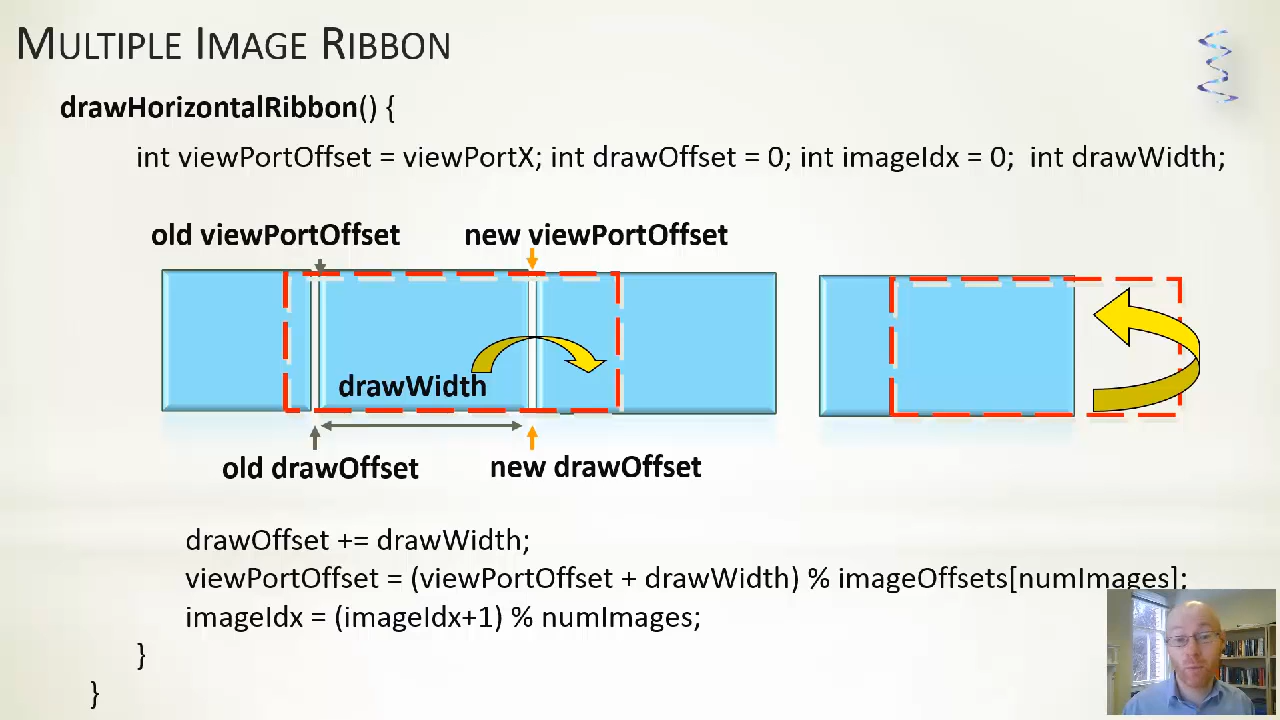 MULTIPLE IMAGE RIBBON
drawHorizontalRibbon() {
int viewPortOffset = viewPortX; int drawOffset = 0; int imageIdx = 0; int drawWidth;
old viewPortOffset new viewPortOffset
drawWidth
old drawOffset new drawOffset
drawOffset += drawWidth;
viewPortOffset = (viewPortOffset + drawWidth) % imageOffsets[numImages];
imageIdx = (imageIdx+1) % numImages;
}
}